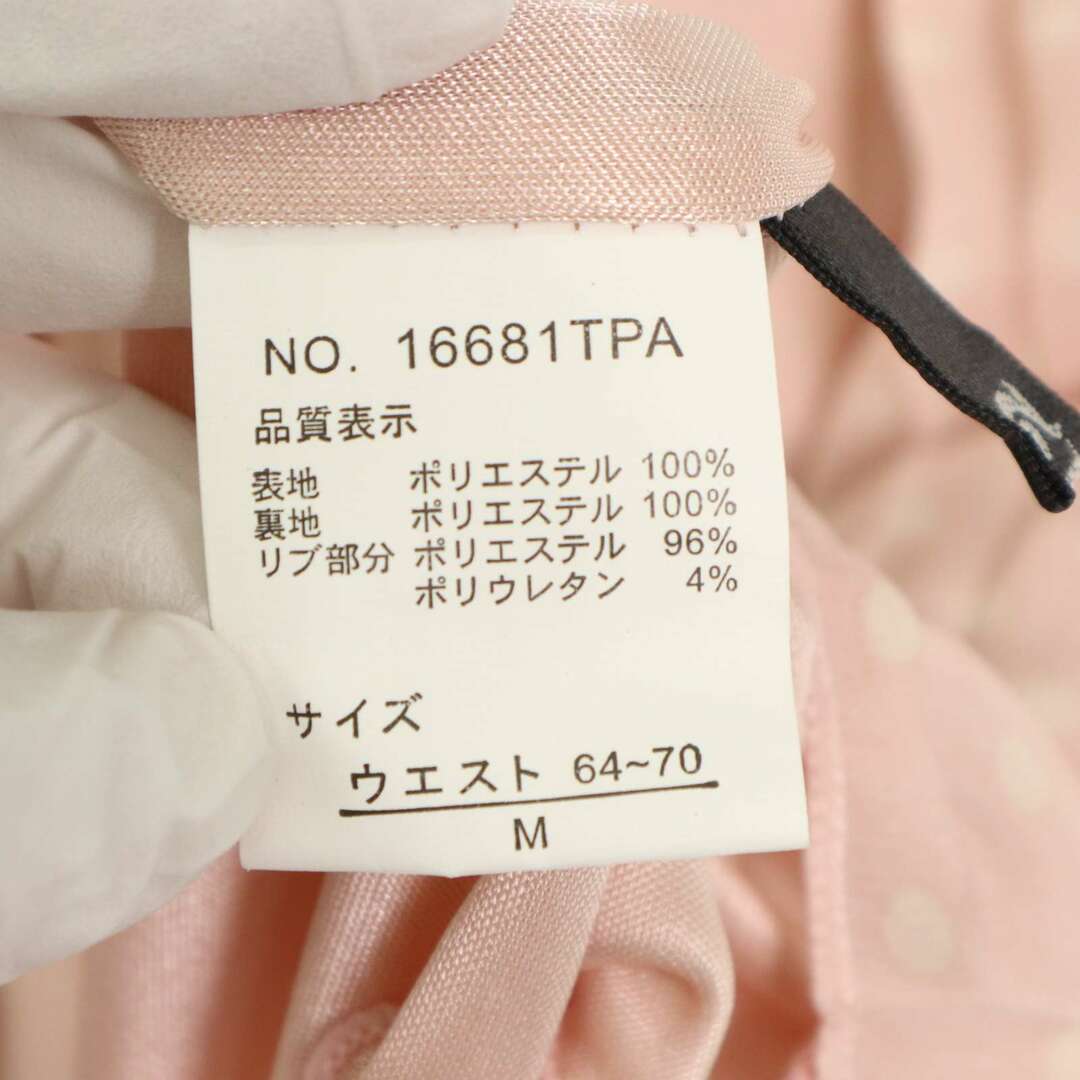 NO. 16681TPA
品質表示
表地 ポリエステル 100%
裏地 ポリエステル 100%
リブ部分 ポリエステル 96%
ポリウレタン 4%
サイズ
ウエスト 64~70
M